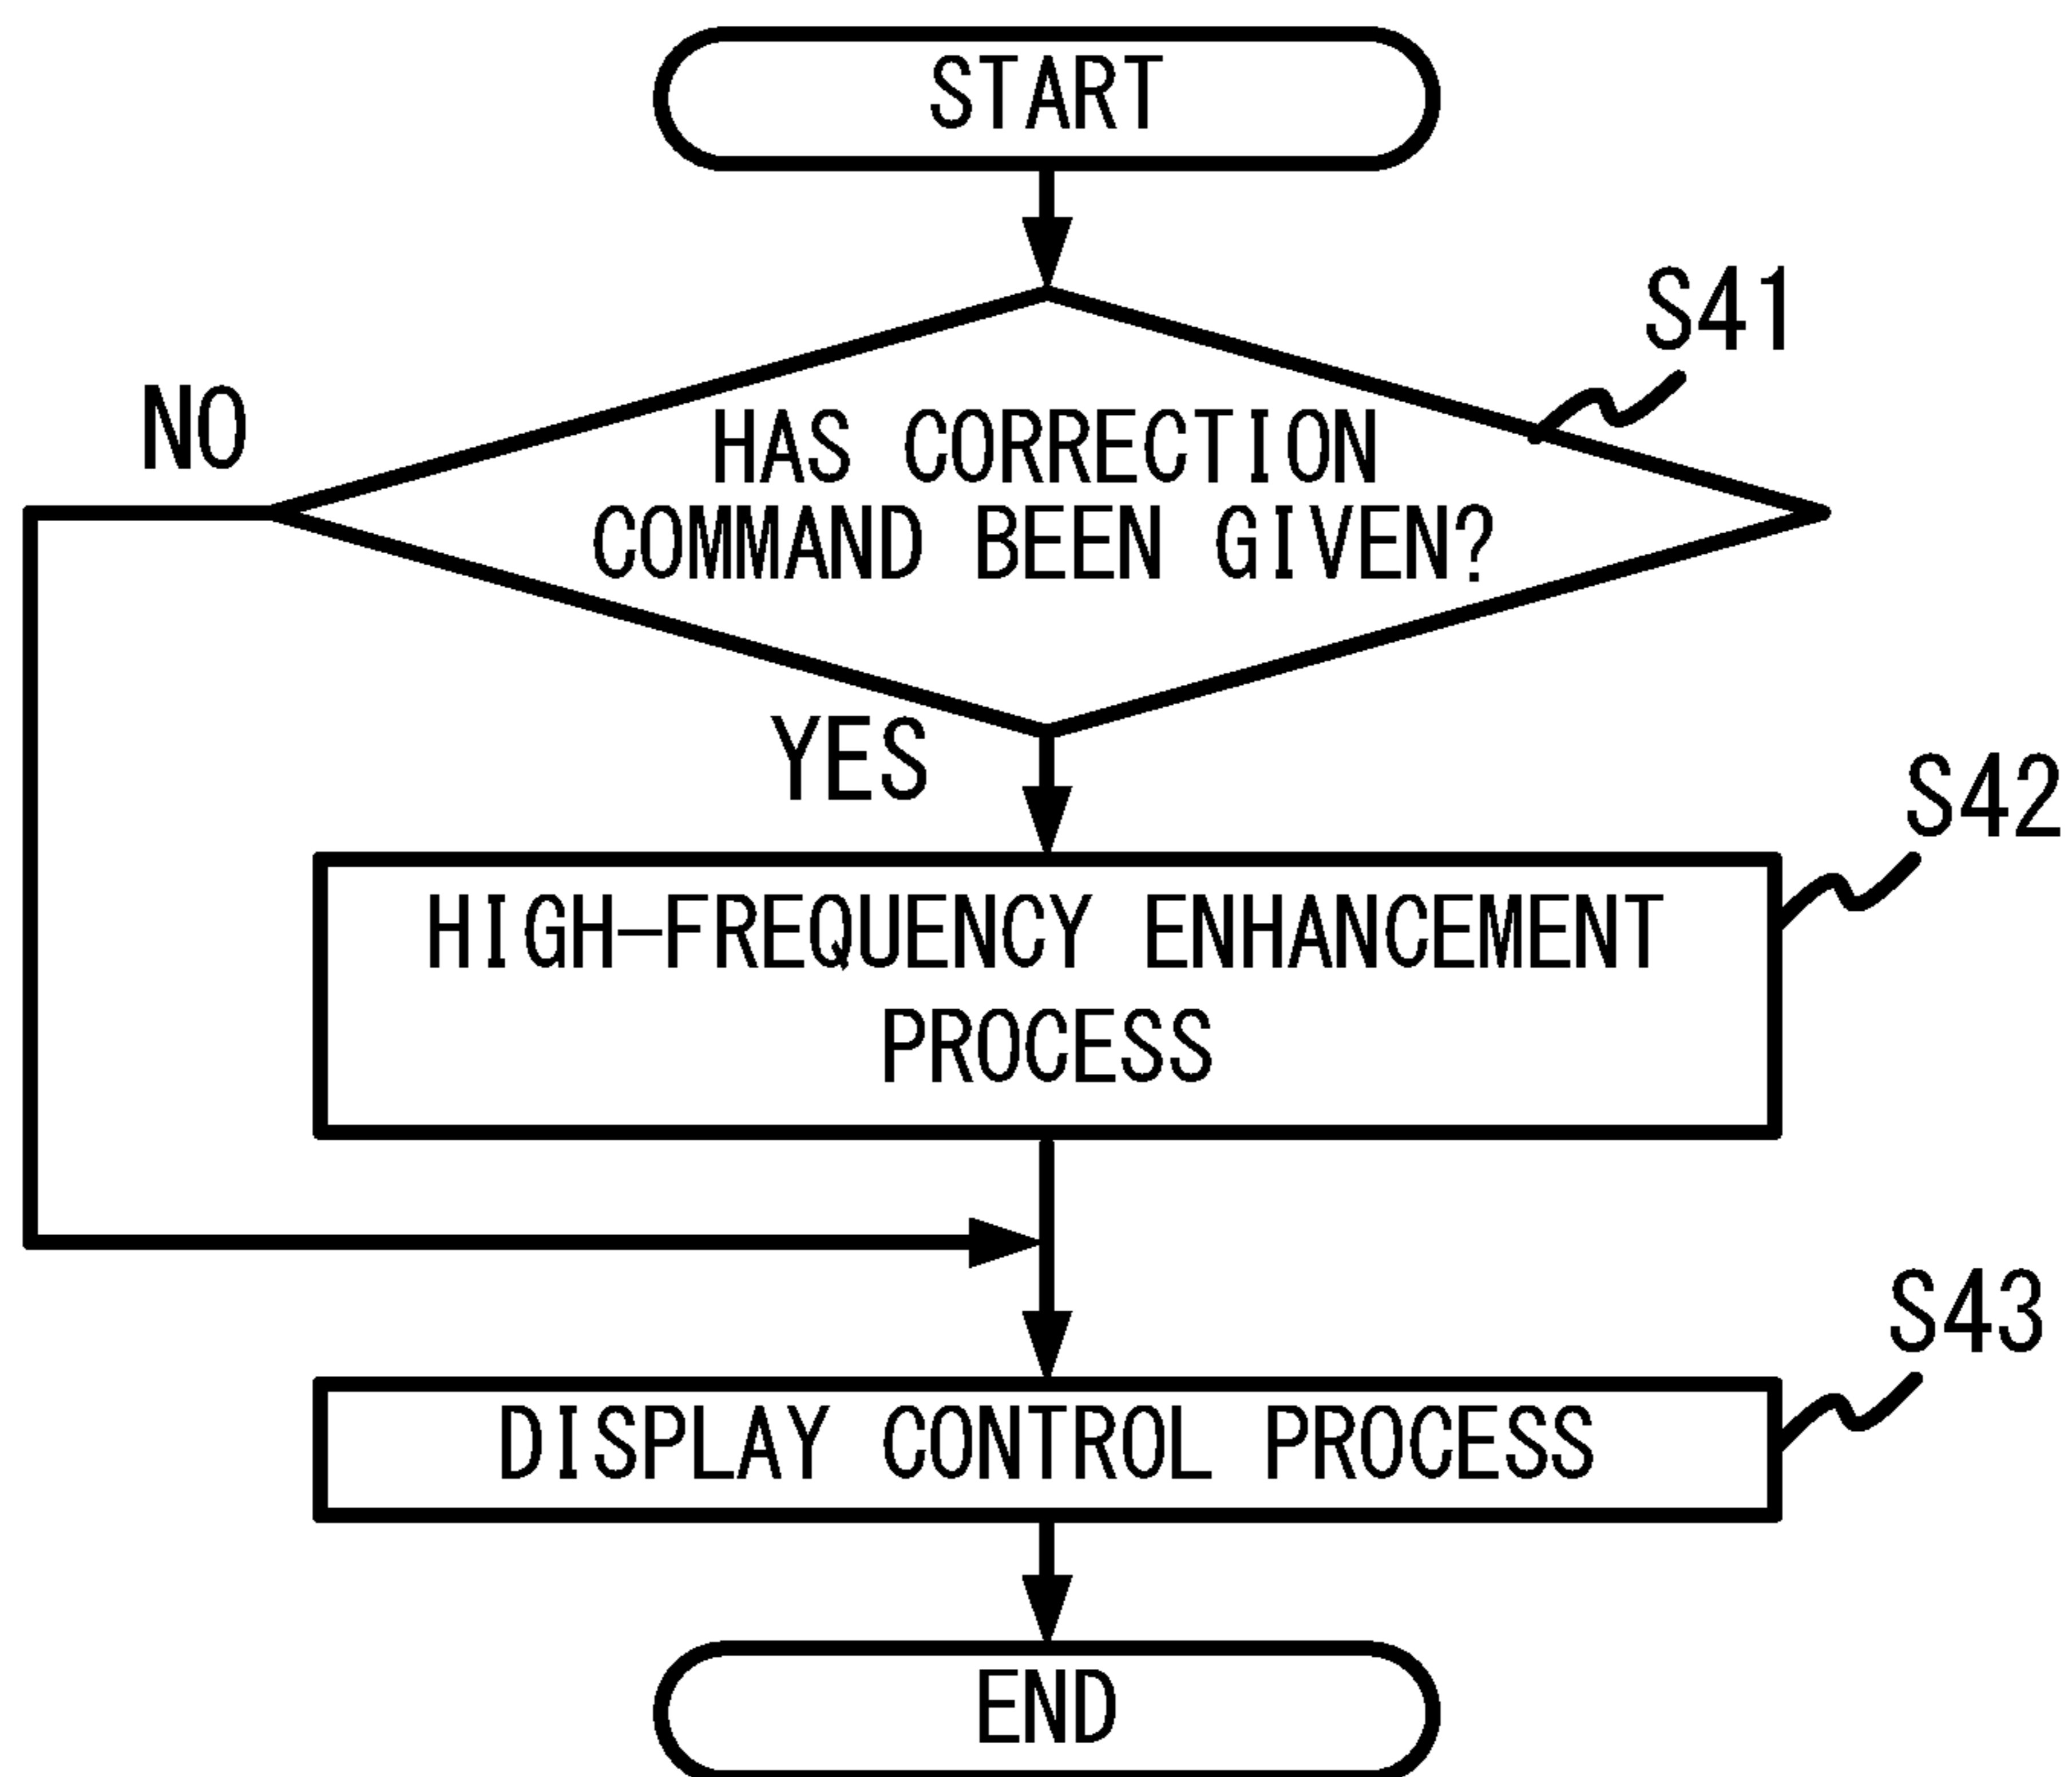 START
S41
NO
HAS CORRECTION
COMMAND BEEN GIVEN?
YES
S42
HIGH-FREQUENCY ENHANCEMENT
PROCESS
S43
DISPLAY CONTROL PROCESS
END